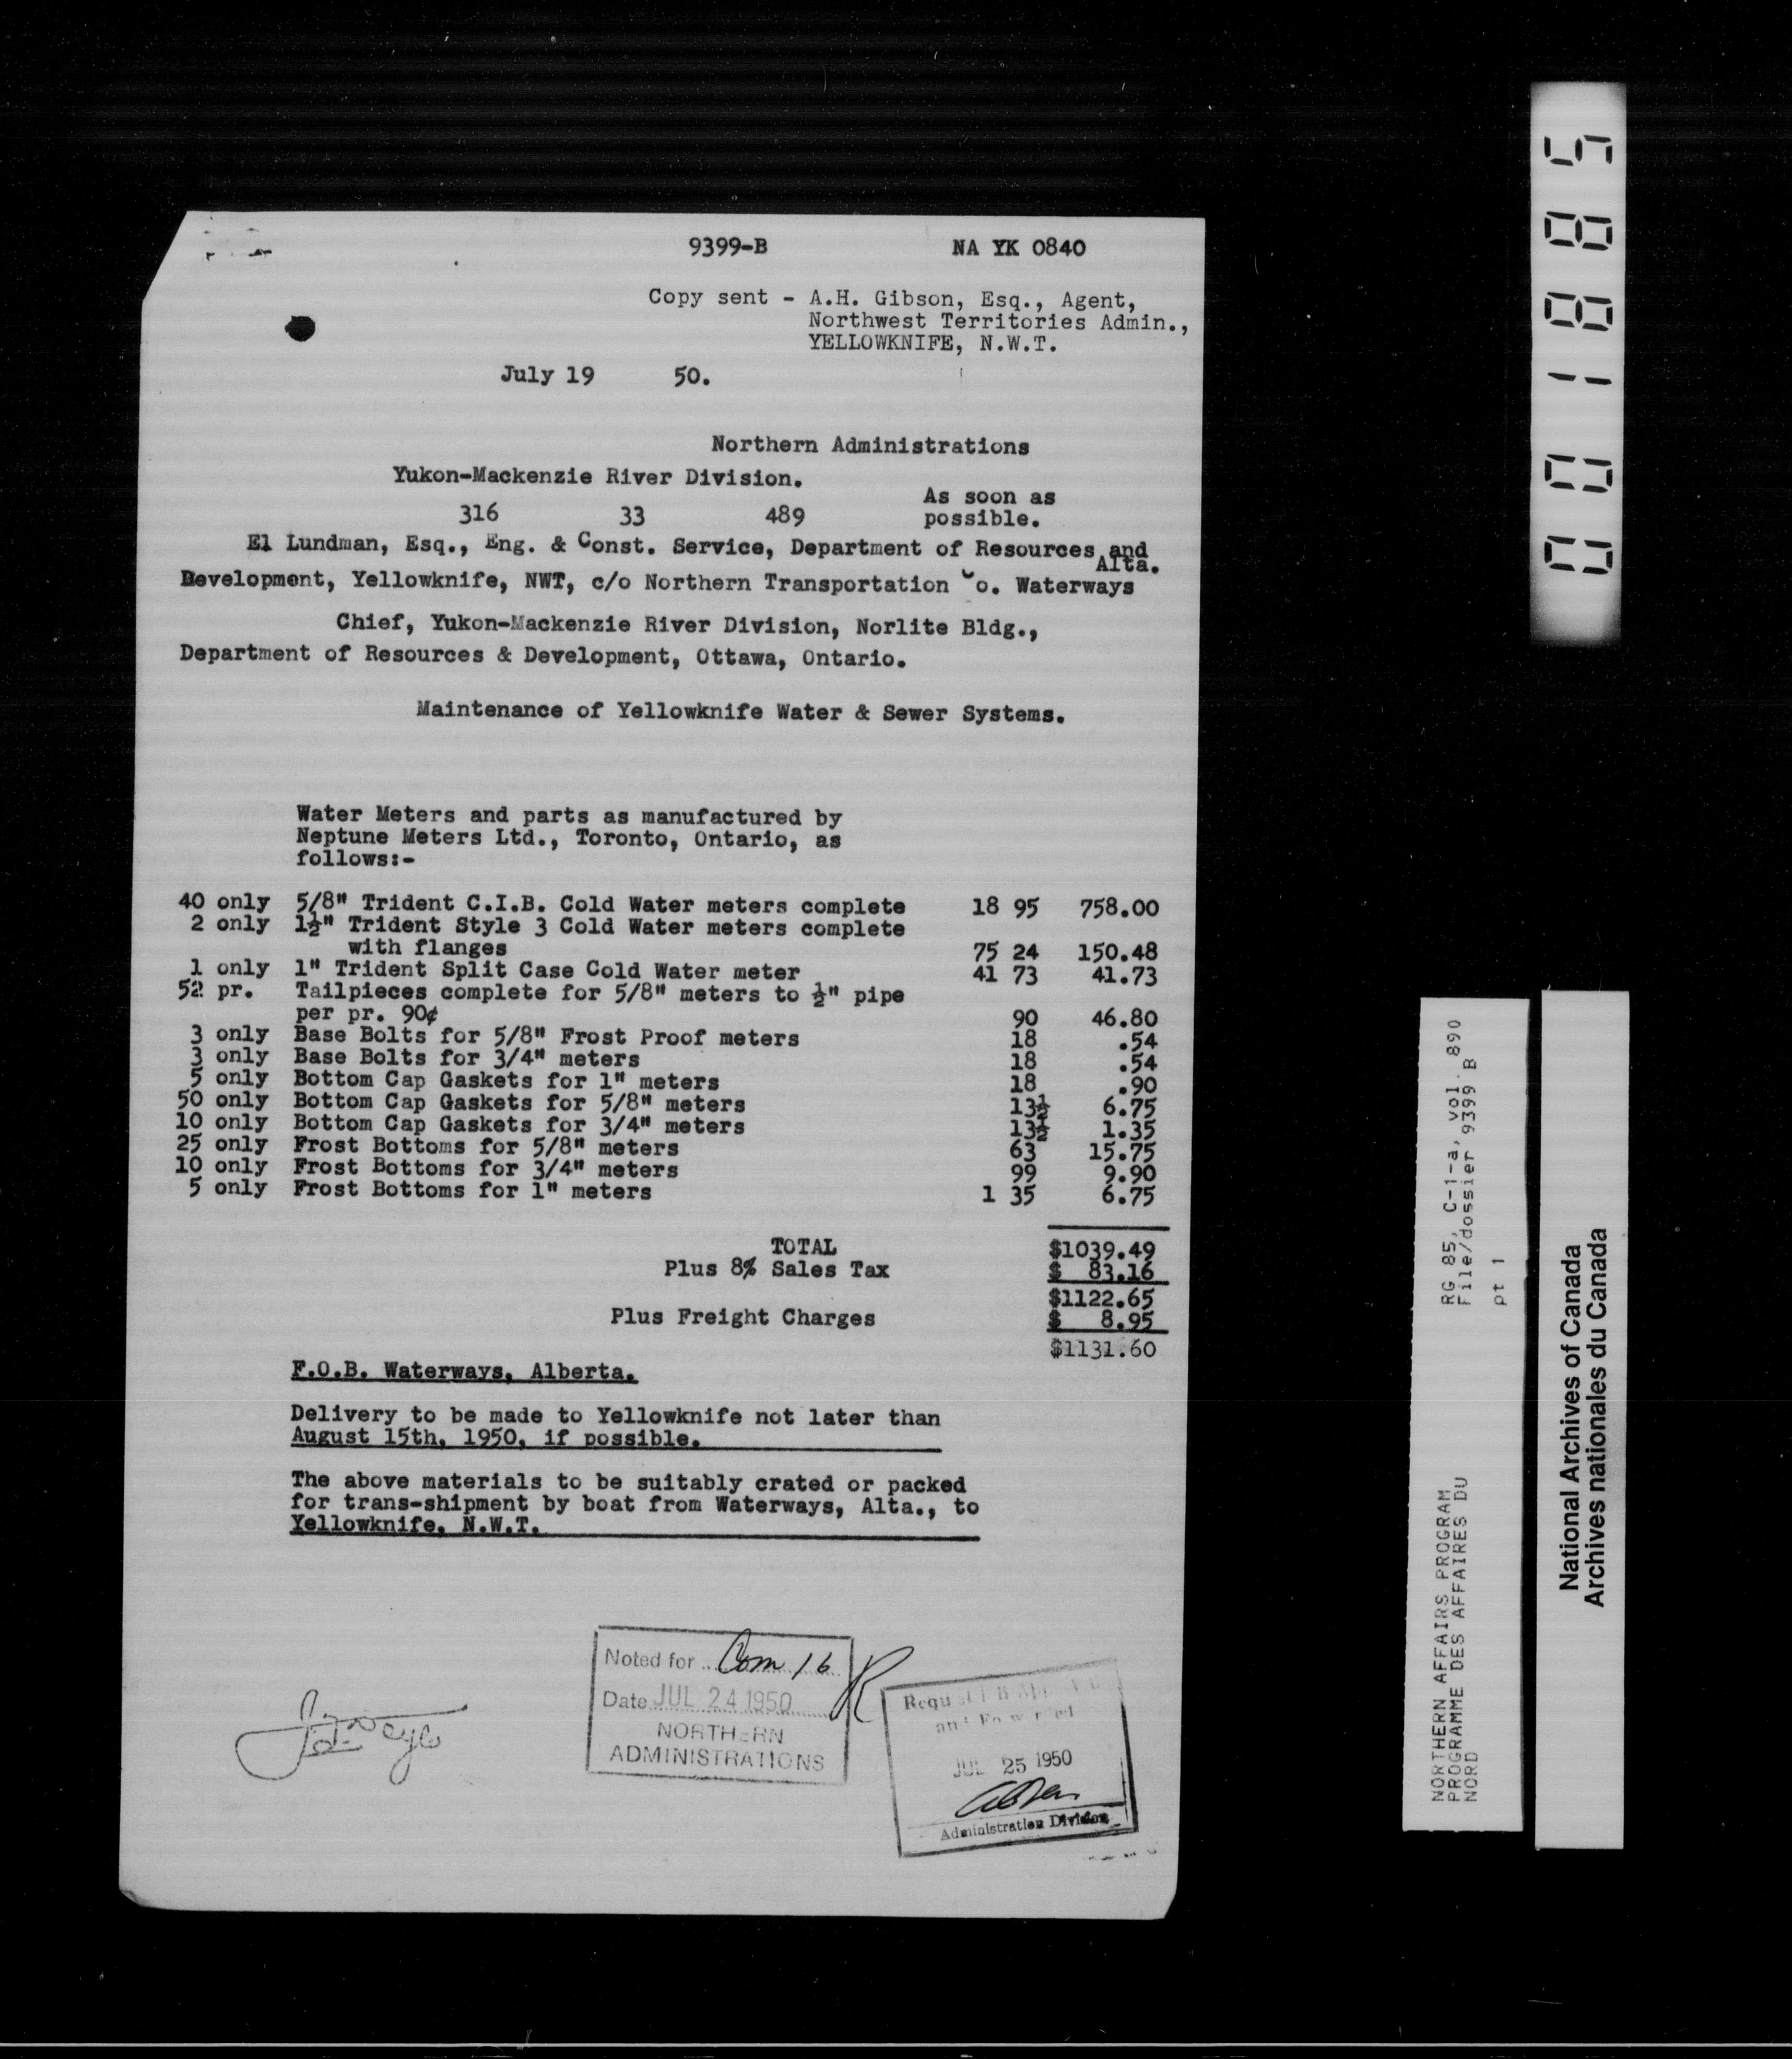 9399-B NA YK 0840
Copy sent - A.H. Gibson, Esq., Agent,
Northwest Territories Admin.,
YELLOWKNIFE, N.W.T.
July 19 50.
Northern Administrations
Yukon-Mackenzie River Division.
As soon as
316 33 489 possible.
El Lundman, Esq., Eng. & Const. Service, Department of Resources and
Alta.
Development, Yellowknife, NWT, c/o Northern Transportation Co. Waterways
Chief, Yukon-Mackenzie River Division, Norlite Bldg.,
Department of Resources & Development, Ottawa, Ontario.
Maintenance of Yellowknife Water & Sewer Systems.
Water Meters and parts as manufactured by
Neptune Meters Ltd., Toronto, Ontario, as
follows:-
40 only 5/8" Trident C.I.B. Cold Water meters complete 18 95 758.00
2 only 1½" Trident Style 3 Cold Water meters complete
with flanges 75 24 150.48
1 only 1" Trident Split Case Cold Water meter 41 73 41.73
52 pr. Tailpieces complete for 5/8" meters to ½" pipe
per pr. 90¢ 90 46.80
3 only Base Bolts for 5/8" Frost Proof meters 18 .54
3 only Base Bolts for 3/4" meters 18 .54
5 only Bottom Cap Gaskets for 1" meters 18 .90
50 only Bottom Cap Gaskets for 5/8" meters 13½ 6.75
10 only Bottom Cap Gaskets for 3/4" meters 13½ 1.35
25 only Frost Bottoms for 5/8" meters 63 15.75
10 only Frost Bottoms for 3/4" meters 99 9.90
5 only Frost Bottoms for 1" meters 1 35 6.75
TOTAL $1039.49
Plus 8% Sales Tax $ 83.16
$1122.65
Plus Freight Charges $ 8.95
$1131.60
F.O.B. Waterways, Alberta.
Delivery to be made to Yellowknife not later than
August 15th, 1950, if possible.
The above materials to be suitably crated or packed
for trans-shipment by boat from Waterways, Alta., to
Yellowknife, N.W.T.
Noted for Com 16
Date JUL 24 1950
NORTHERN
ADMINISTRATIONS
and Forwarded
JUL 25 1950
Administration Division
001885
RG 85, C-1-a, vol. 890
File/dossier 9399 B
pt 1
NORTHERN AFFAIRS PROGRAM
PROGRAMME DES AFFAIRES DU
NORD
National Archives of Canada
Archives nationales du Canada